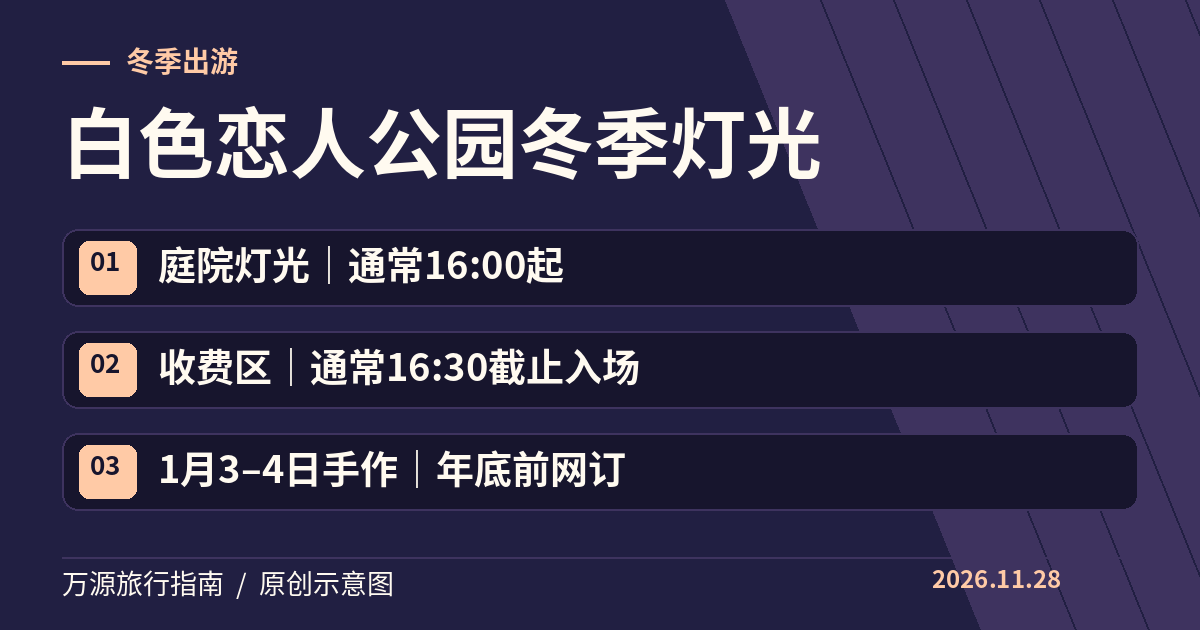 冬季出游
白色恋人公园冬季灯光
01 庭院灯光｜通常16:00起
02 收费区｜通常16:30截止入场
03 1月3–4日手作｜年底前网订
万源旅行指南 / 原创示意图
2026.11.28